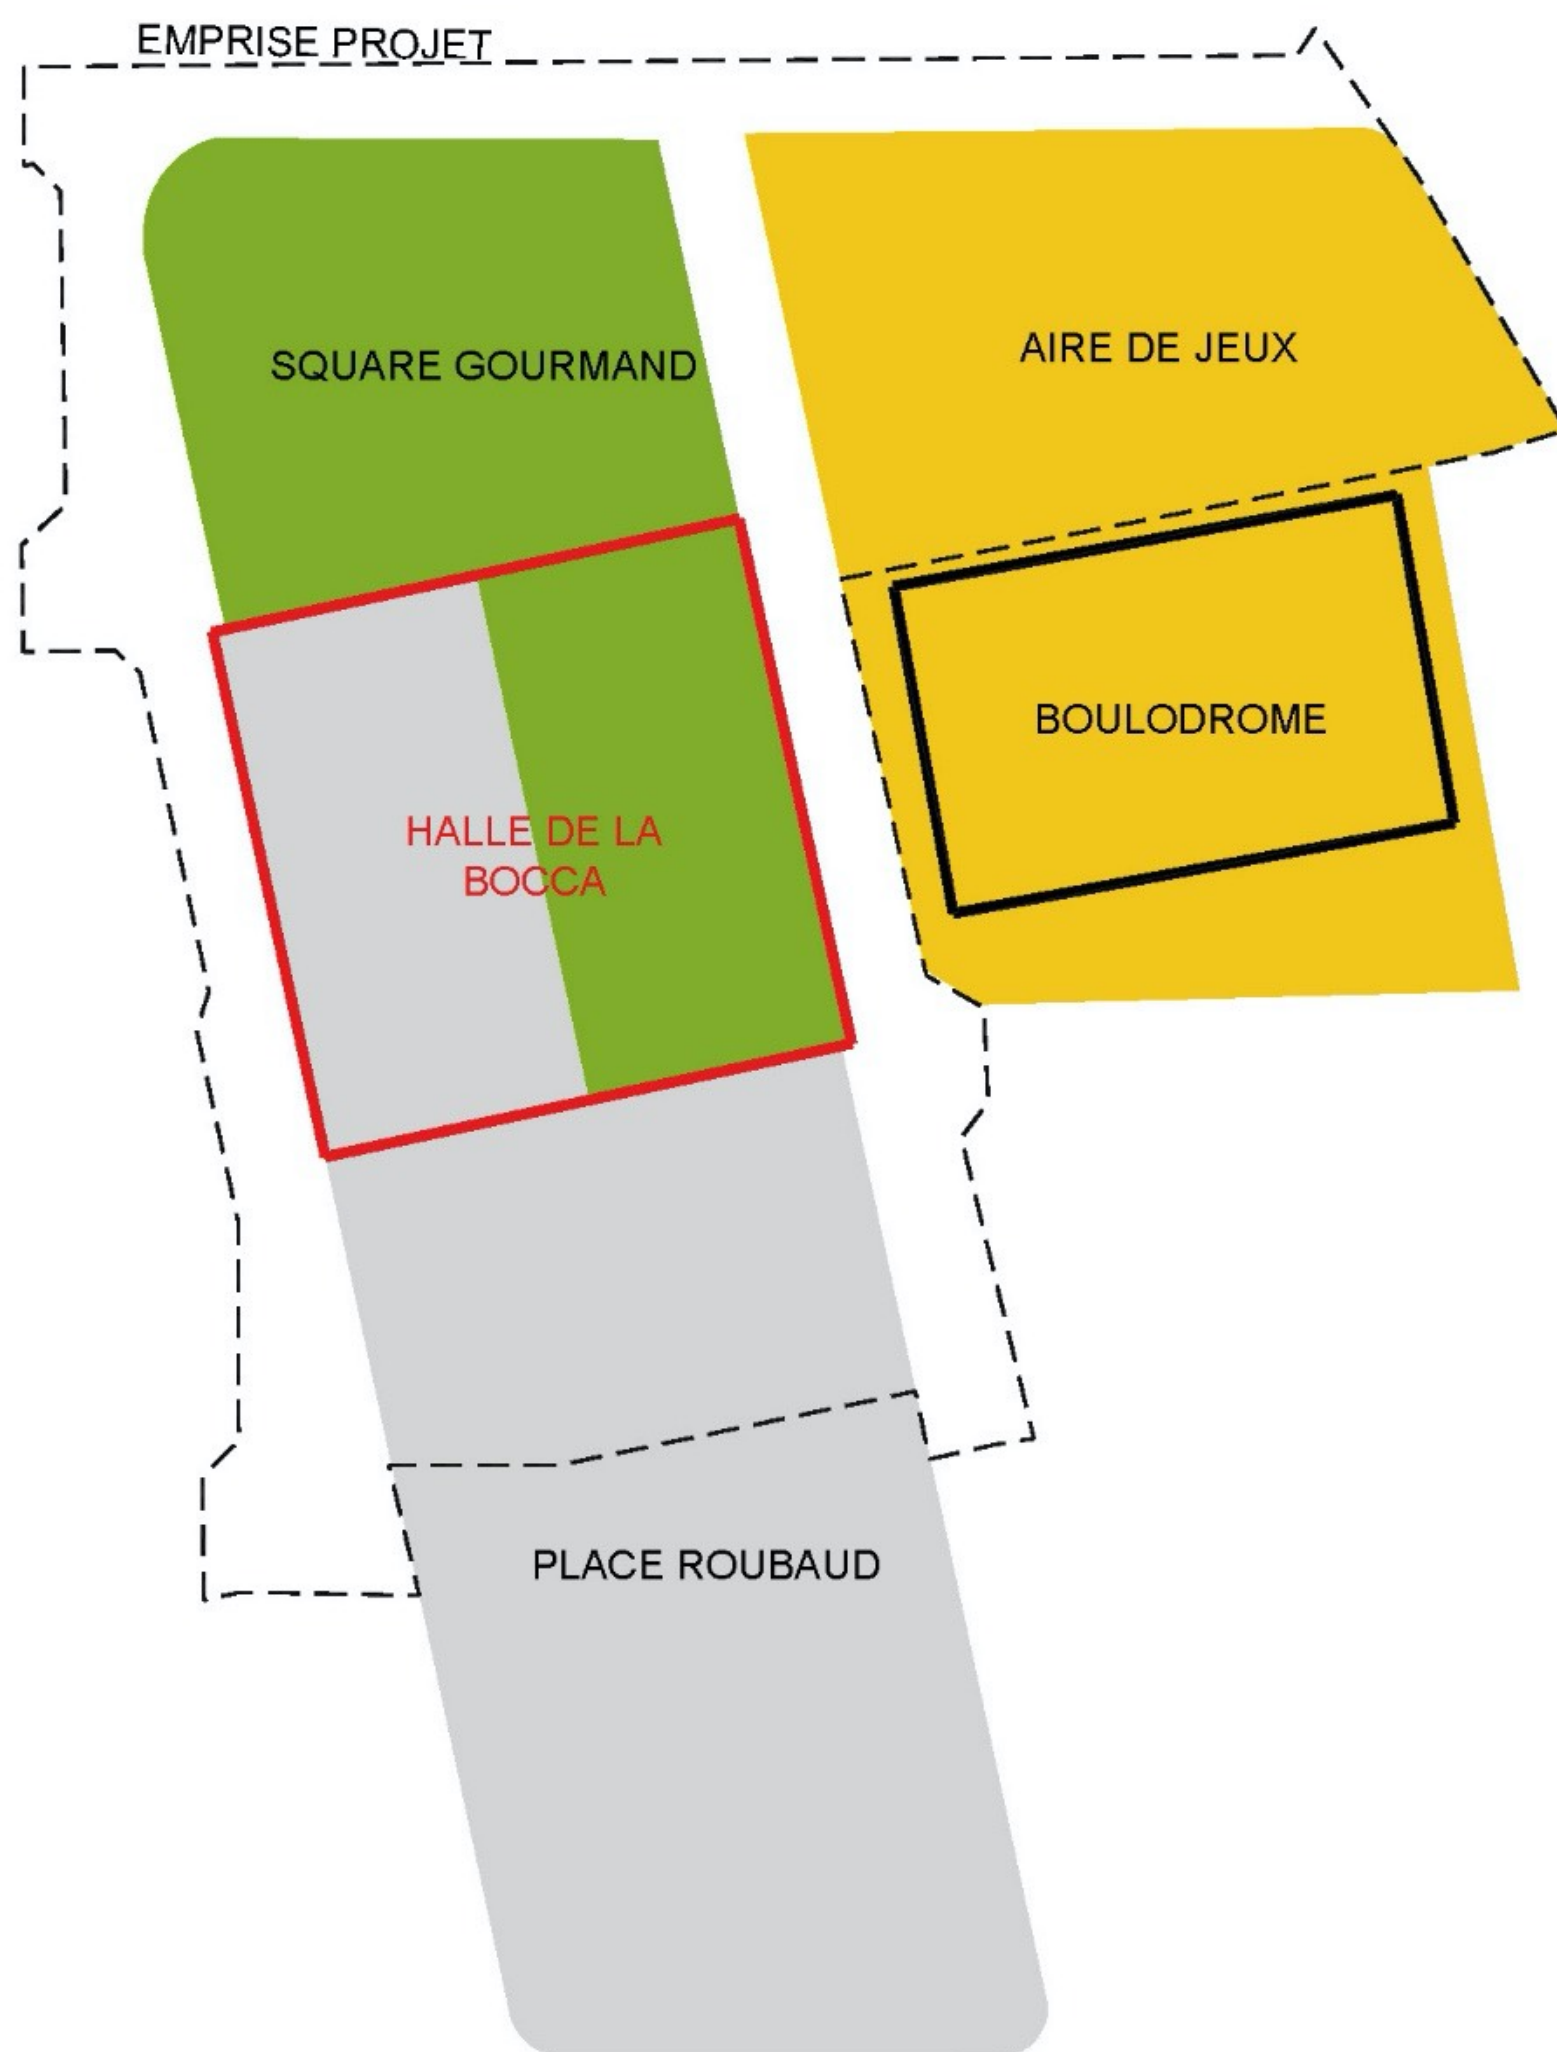 EMPRISE PROJET
SQUARE GOURMAND
AIRE DE JEUX
BOULODROME
HALLE DE LA
BOCCA
PLACE ROUBAUD